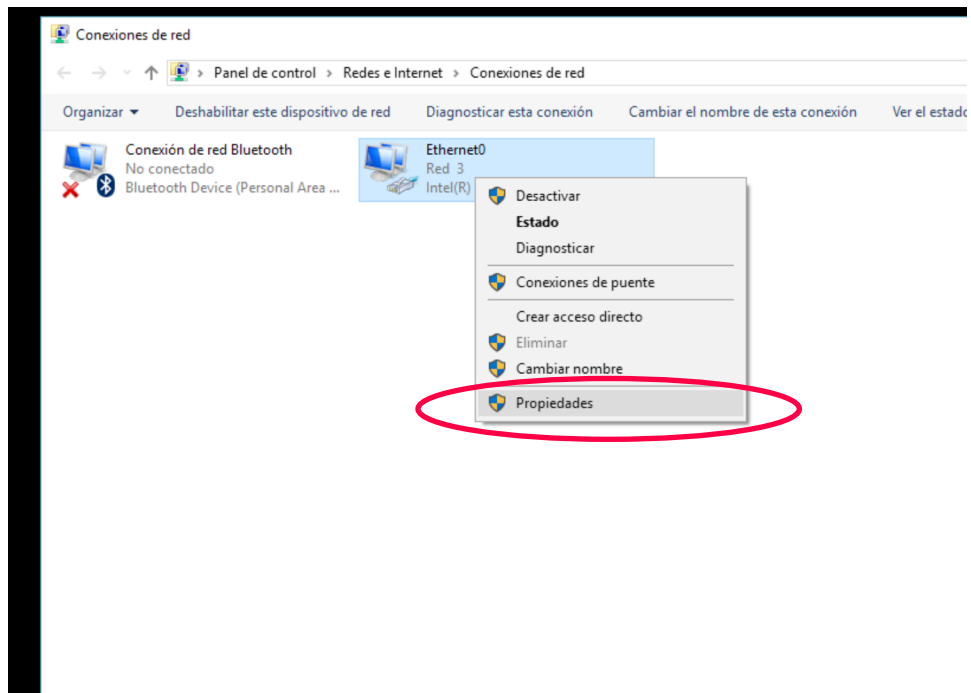 Conexiones de red
Panel de control > Redes e Internet > Conexiones de red
Organizar Deshabilitar este dispositivo de red Diagnosticar esta conexión Cambiar el nombre de esta conexión Ver el estado
Conexión de red Bluetooth
No conectado
Bluetooth Device (Personal Area ...
Ethernet0
Red 3
Intel(R)
Desactivar
Estado
Diagnosticar
Conexiones de puente
Crear acceso directo
Eliminar
Cambiar nombre
Propiedades